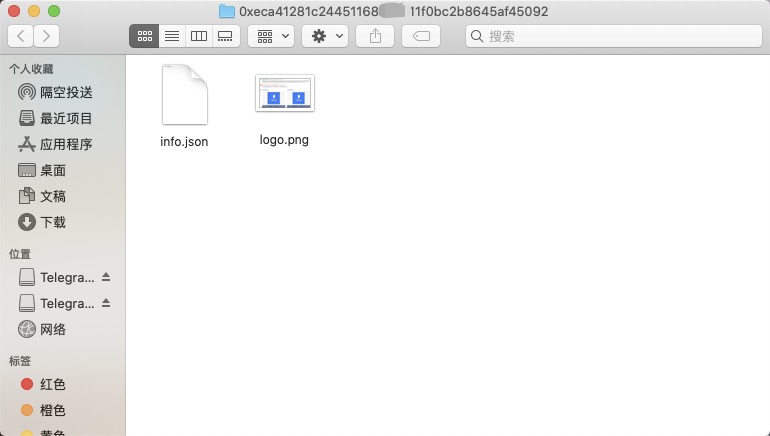 0xeca41281c24451168 11f0bc2b8645af45092
搜索
个人收藏
隔空投送
最近项目
应用程序
桌面
文稿
下载
位置
Telegra...
Telegra...
网络
标签
红色
橙色
黄色
info.json
logo.png